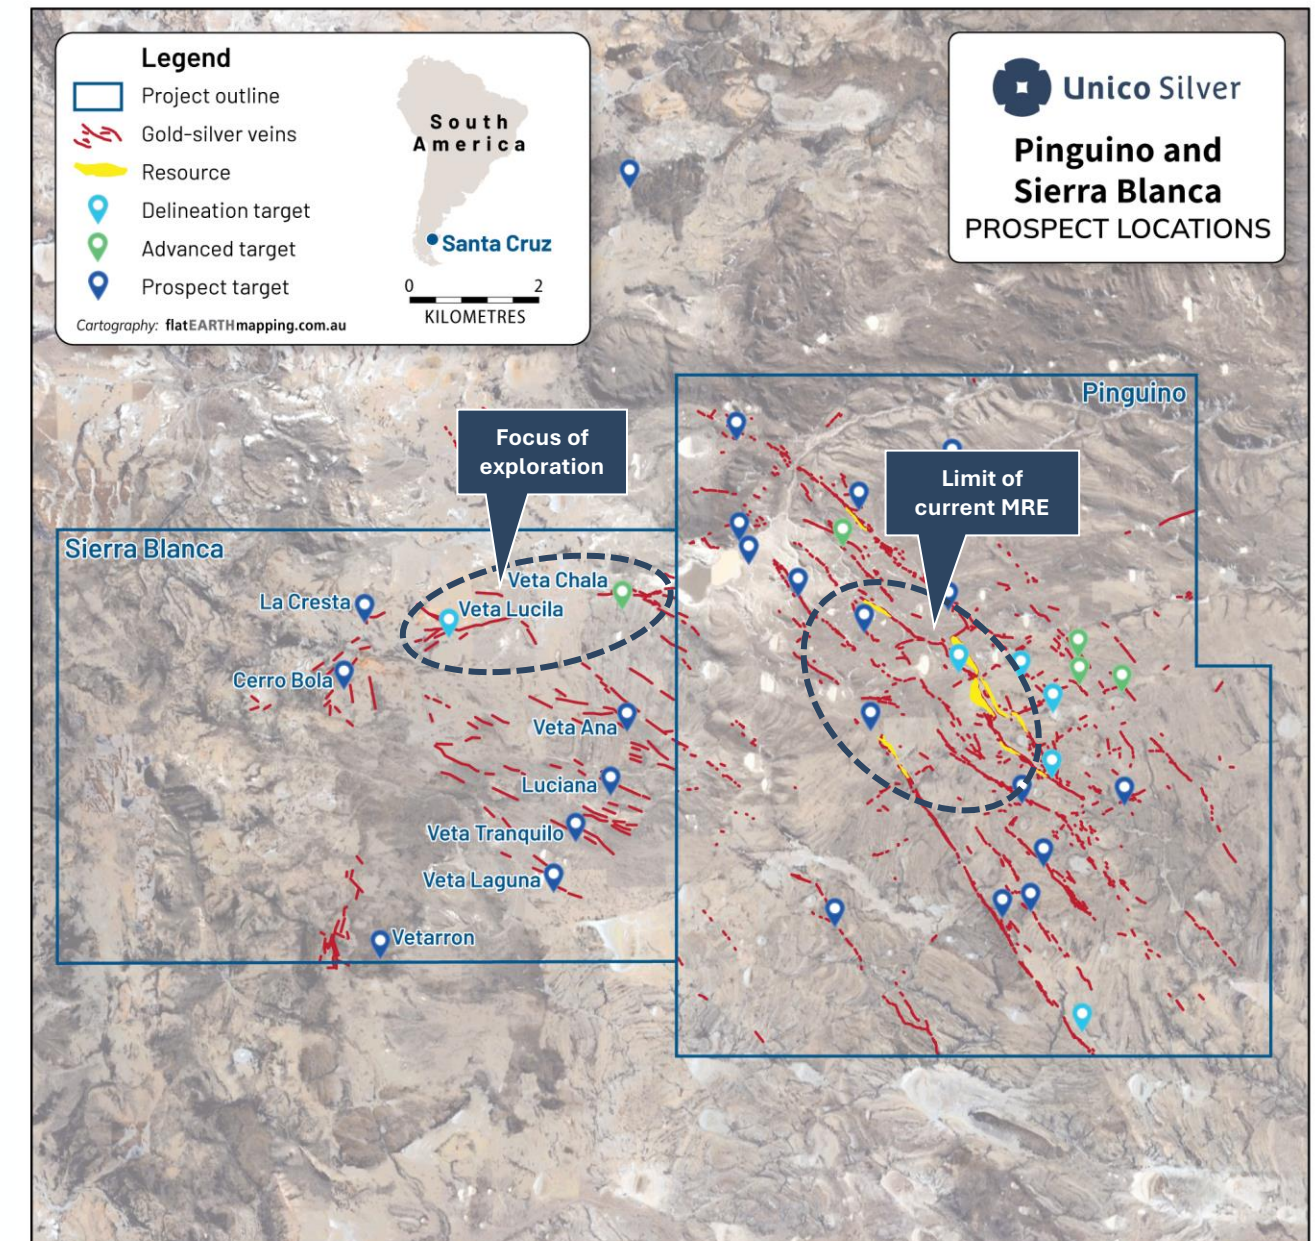 Legend
Project outline
Gold-silver veins
Resource
Delineation target
Advanced target
Prospect target
Cartography: flatEARTHmapping.com.au
South
America
Santa Cruz
0 2
KILOMETRES
Unico Silver
Pinguino and
Sierra Blanca
PROSPECT LOCATIONS
Pinguino
Focus of
exploration
Limit of
current MRE
Sierra Blanca
Veta Chala
La Cresta
Veta Lucila
Cerro Bola
Veta Ana
Luciana
Veta Tranquilo
Veta Laguna
Vetarron